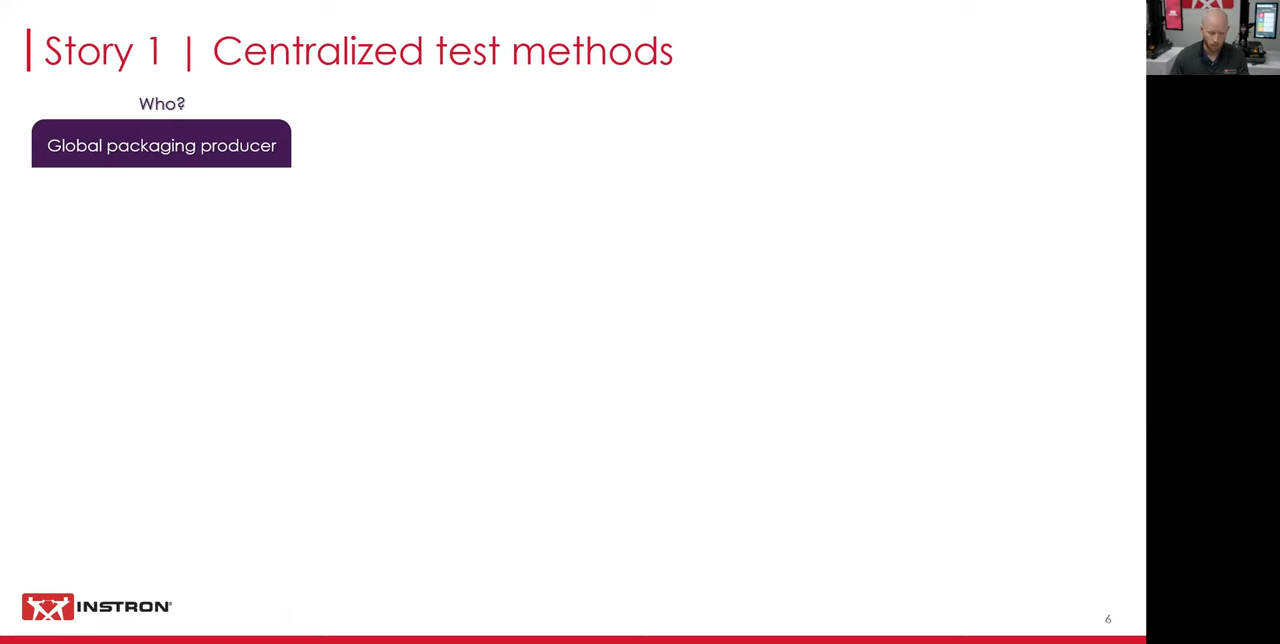 Story 1 | Centralized test methods
Who?
Global packaging producer
INSTRON
6